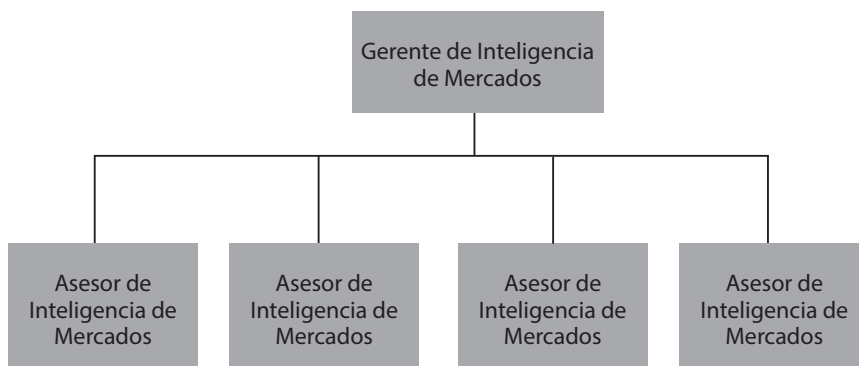 Gerente de Inteligencia
de Mercados
Asesor de
Inteligencia de
Mercados
Asesor de
Inteligencia de
Mercados
Asesor de
Inteligencia de
Mercados
Asesor de
Inteligencia de
Mercados